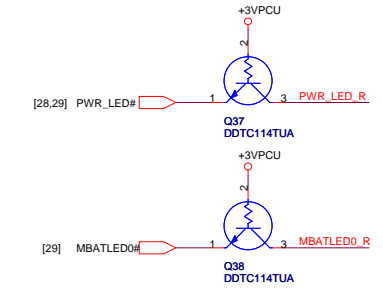 +3VPCU
2
[28,29] PWR_LED# 1 3 PWR_LED_R
Q37
DDTC114TUA
+3VPCU
2
[29] MBATLED0# 1 3 MBATLED0_R
Q38
DDTC114TUA